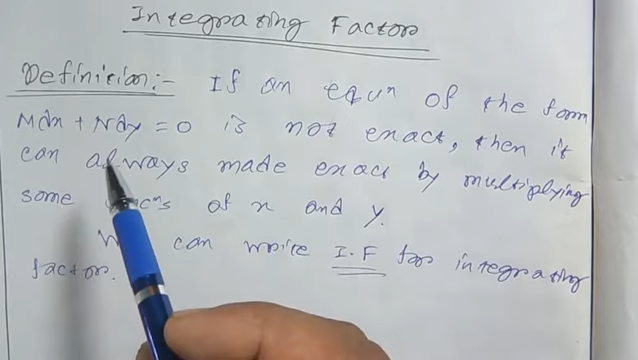 Integrating Factor
Definition:- If an equⁿ of the form
Mdx + Ndy = 0 is not exact, then it
can always made exact by multiplying
some of x and y.
can write I.F for integrating
factor.